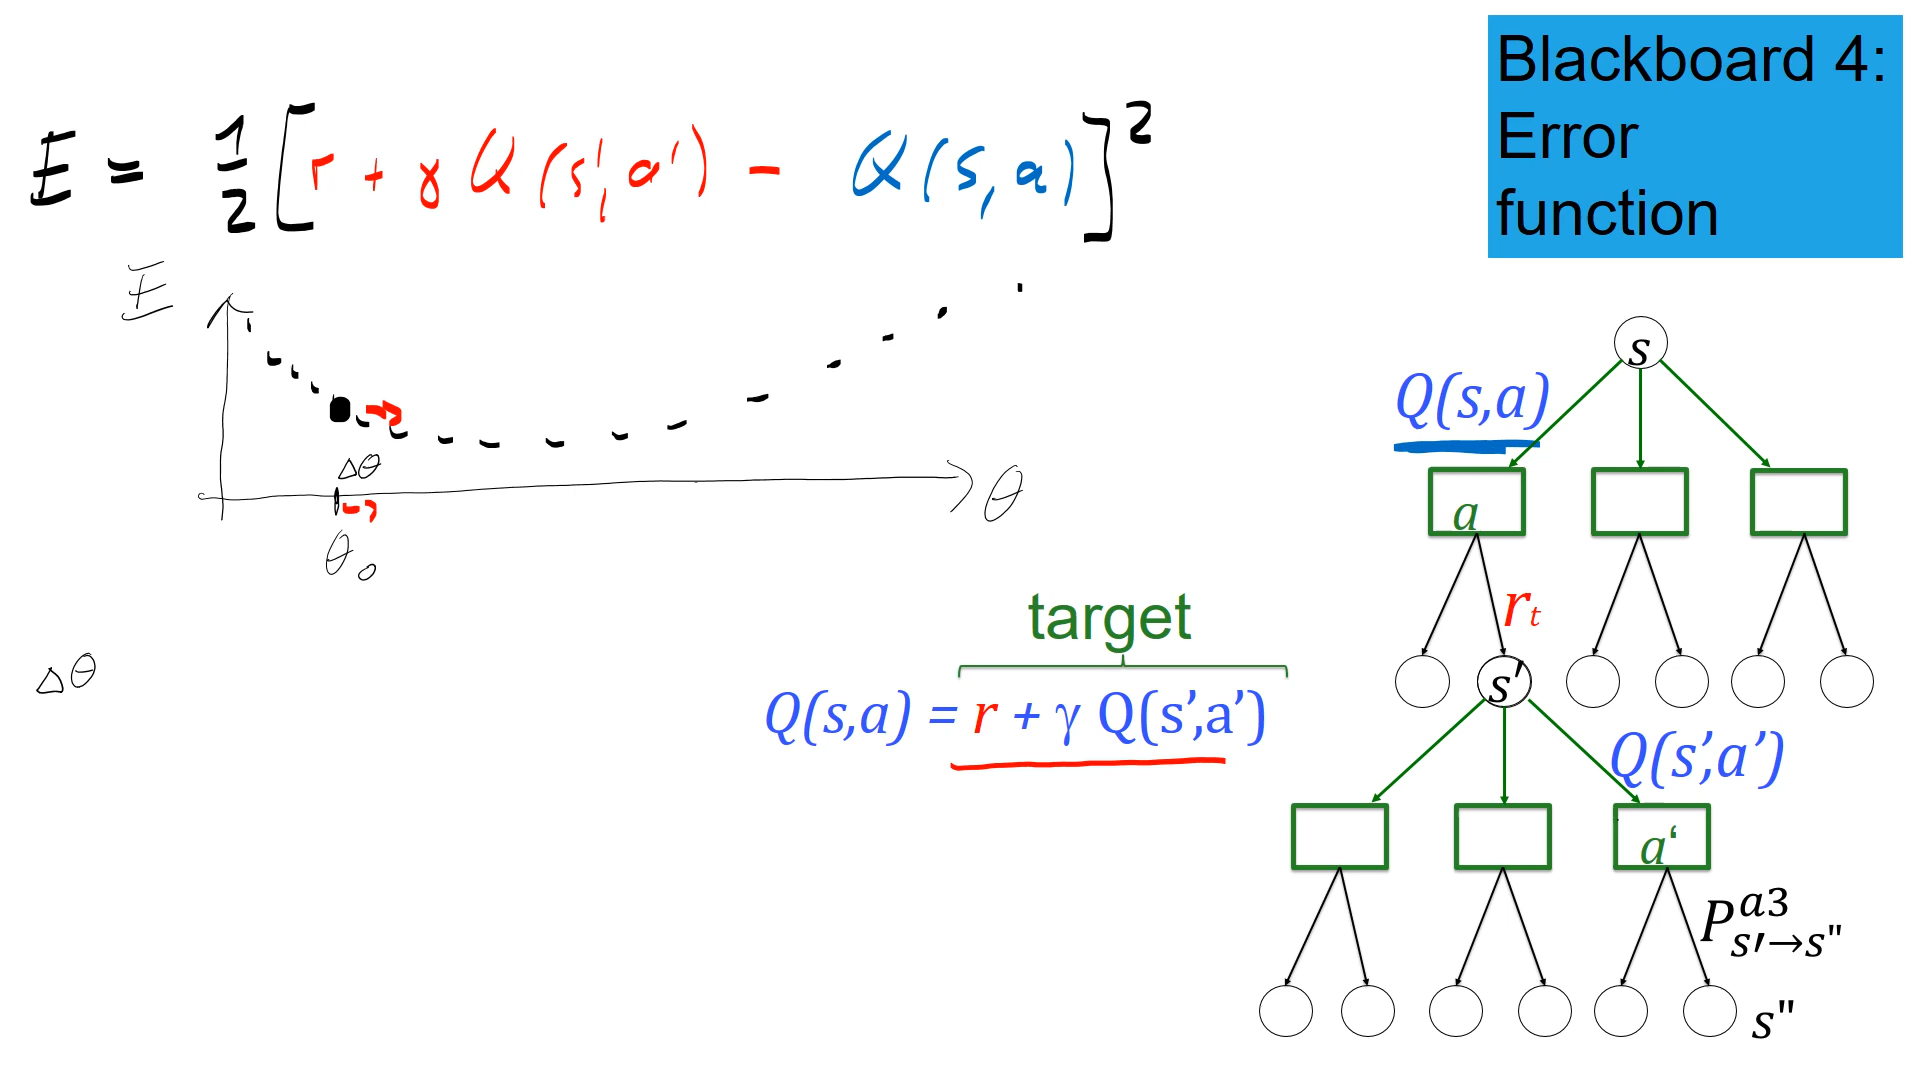 Blackboard 4:
Error
function
E = 1/2 [r + γ Q(s',a') - Q(s,a)]²
E
Δθ
θ
θ₀
Δθ
target
Q(s,a) = r + γ Q(s’,a’)
s
Q(s,a)
a
rₜ
s′
Q(s’,a’)
a‘
P^{a3}_{s′→s"}
s"